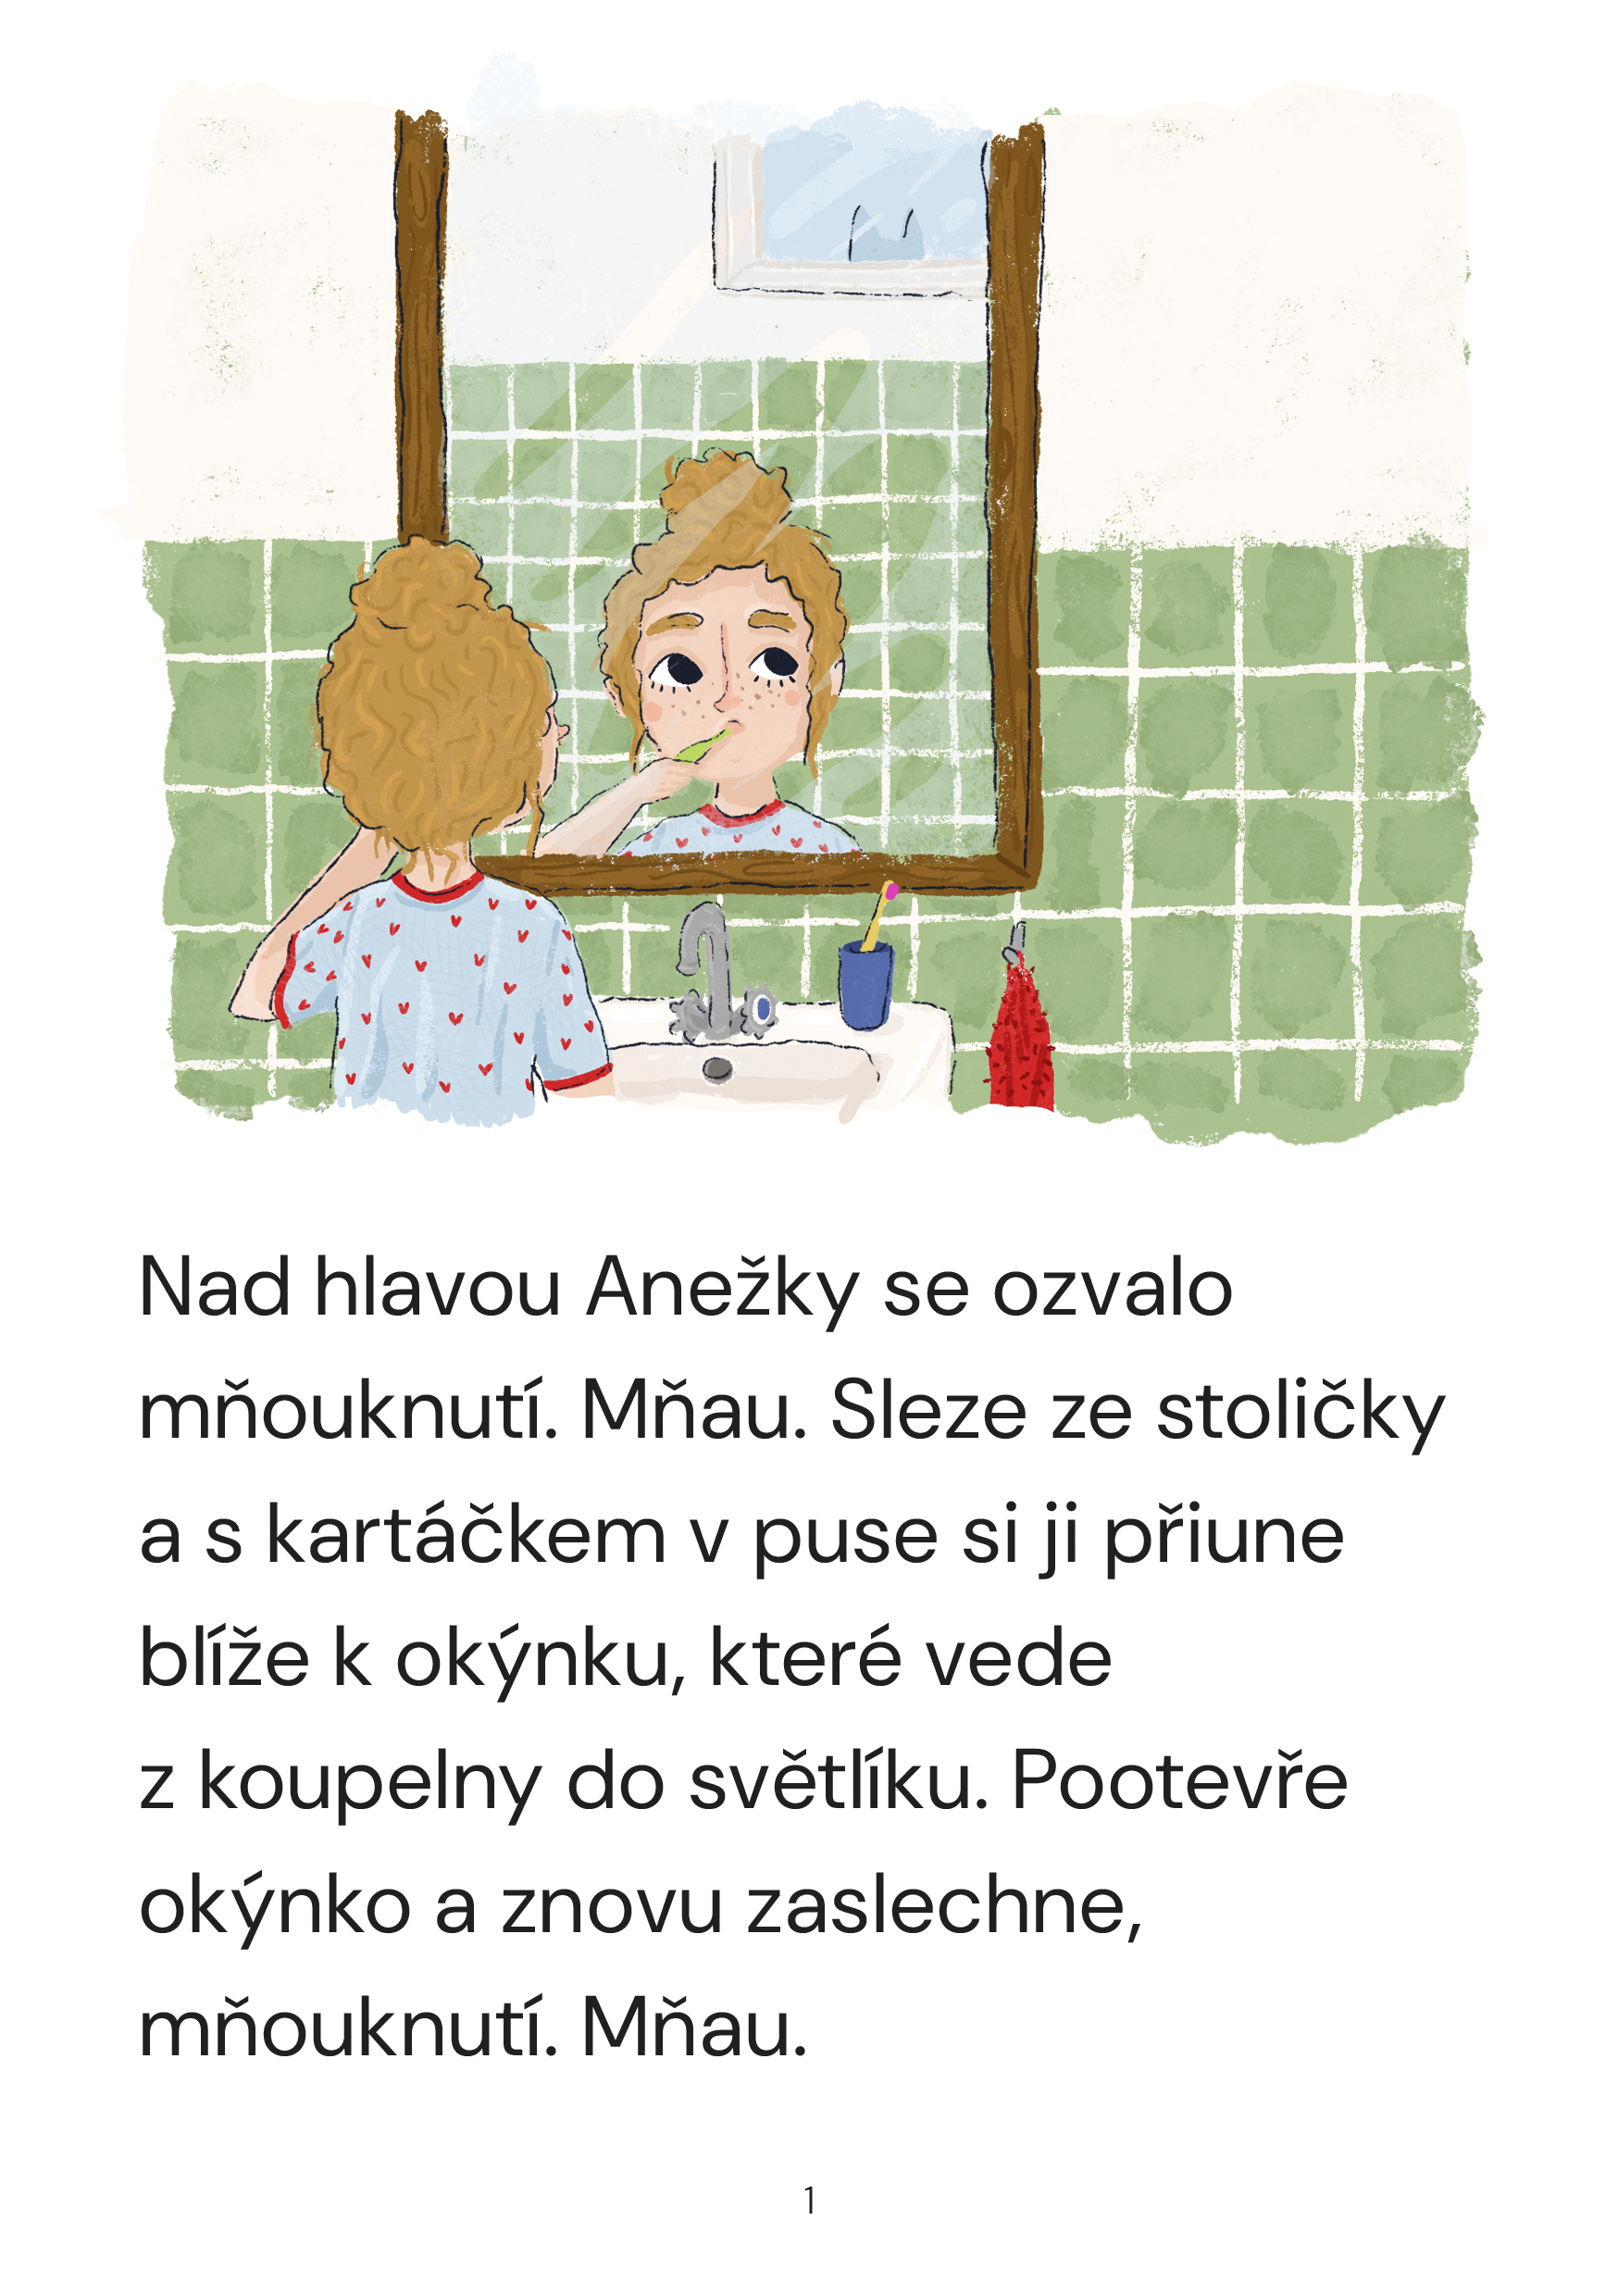 Nad hlavou Anežky se ozvalo
mňouknutí. Mňau. Sleze ze stoličky
a s kartáčkem v puse si ji přiune
blíže k okýnku, které vede
z koupelny do světlíku. Pootevře
okýnko a znovu zaslechne,
mňouknutí. Mňau.
1